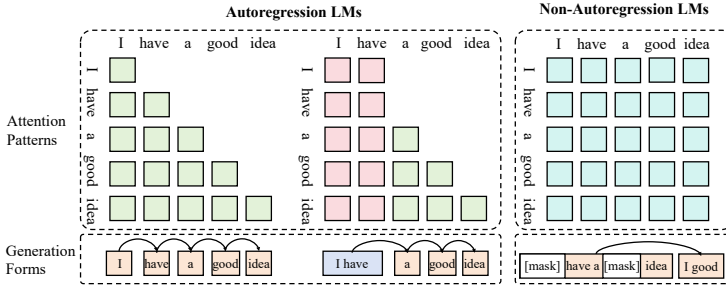 Autoregression LMs
Non-Autoregression LMs
I have a good idea
I have a good idea
I have a good idea
Attention
Patterns
I
have
a
good
idea
I
have
a
good
idea
I
have
a
good
idea
Generation
Forms
I have a good idea
I have a good idea
[mask] have a [mask] idea I good